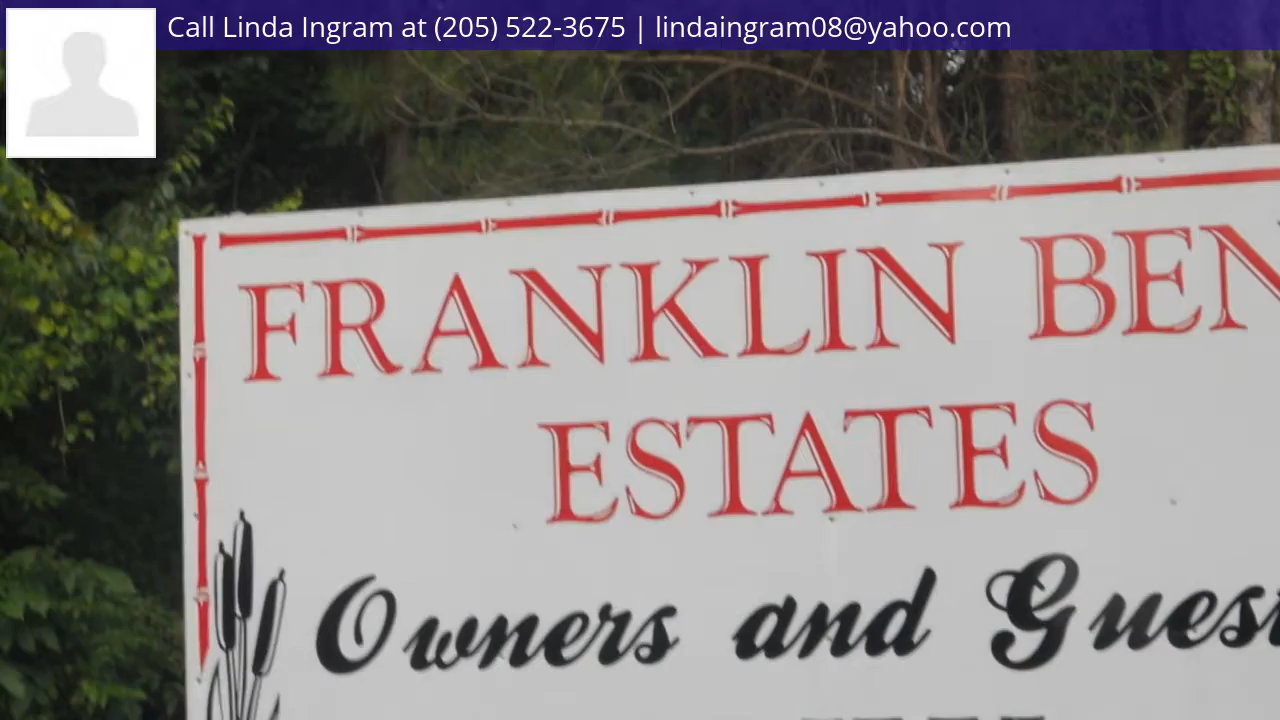 Call Linda Ingram at (205) 522-3675 | lindaingram08@yahoo.com
FRANKLIN BEN
ESTATES
Owners and Guest